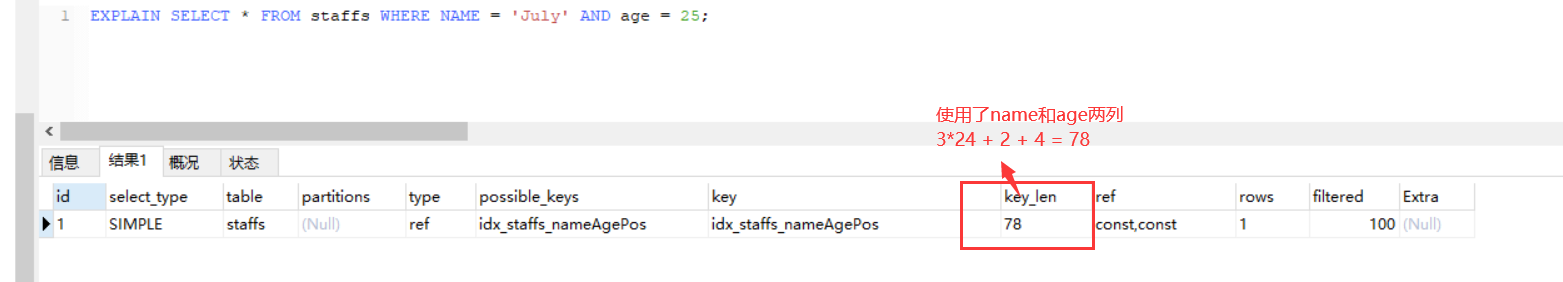 1 EXPLAIN SELECT * FROM staffs WHERE NAME = 'July' AND age = 25;
使用了name和age两列
3*24 + 2 + 4 = 78
信息 结果1 概况 状态
id select_type table partitions type possible_keys key key_len ref rows filtered Extra
1 SIMPLE staffs (Null) ref idx_staffs_nameAgePos idx_staffs_nameAgePos 78 const,const 1 100 (Null)